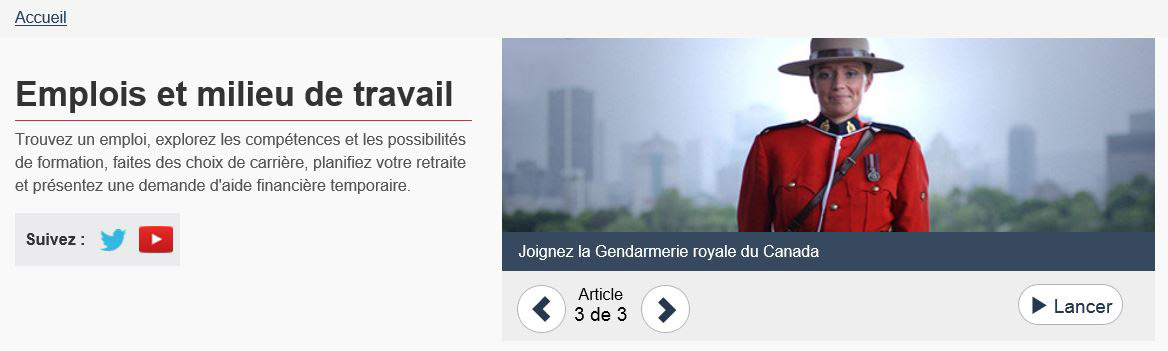 Accueil
Emplois et milieu de travail
Trouvez un emploi, explorez les compétences et les possibilités
de formation, faites des choix de carrière, planifiez votre retraite
et présentez une demande d'aide financière temporaire.
Suivez :
Joignez la Gendarmerie royale du Canada
Article
3 de 3
Lancer